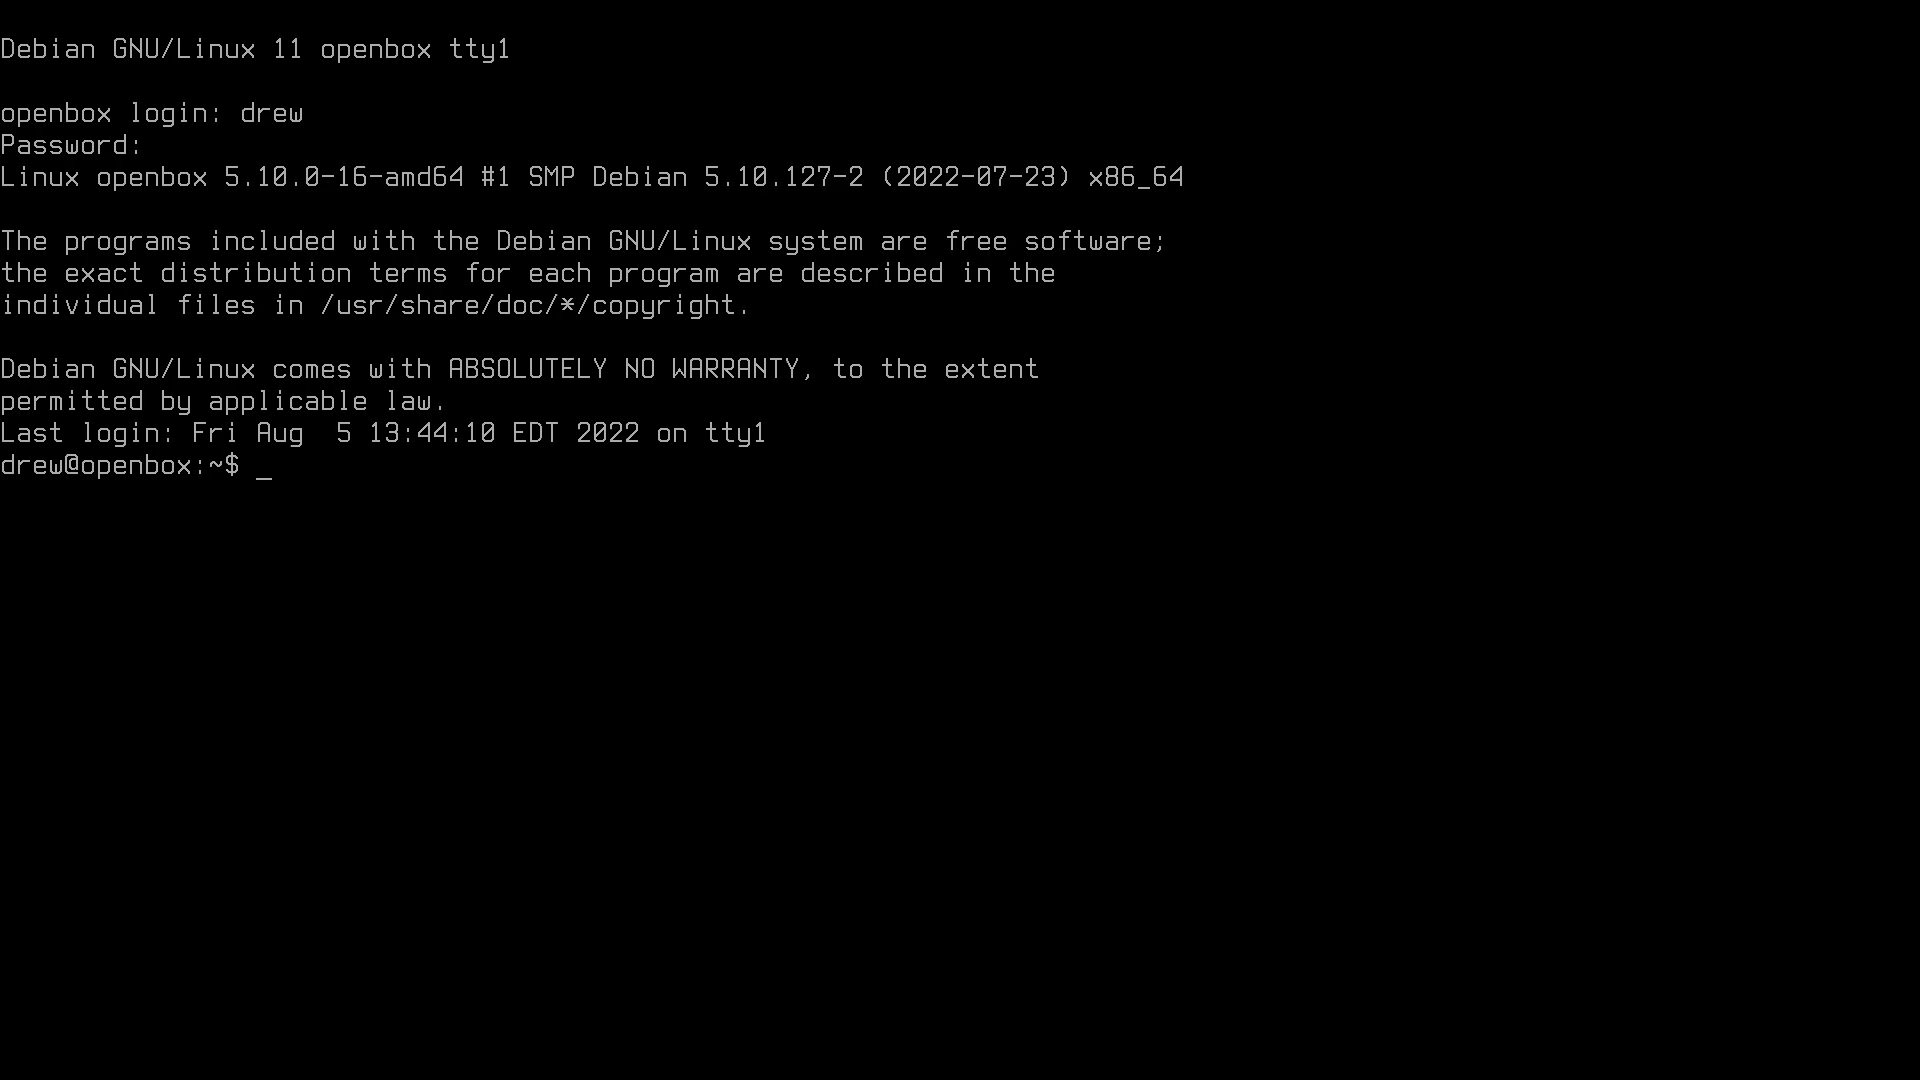 Debian GNU/Linux 11 openbox tty1
openbox login: drew
Password:
Linux openbox 5.10.0-16-amd64 #1 SMP Debian 5.10.127-2 (2022-07-23) x86_64
The programs included with the Debian GNU/Linux system are free software;
the exact distribution terms for each program are described in the
individual files in /usr/share/doc/*/copyright.
Debian GNU/Linux comes with ABSOLUTELY NO WARRANTY, to the extent
permitted by applicable law.
Last login: Fri Aug  5 13:44:10 EDT 2022 on tty1
drew@openbox:~$ _